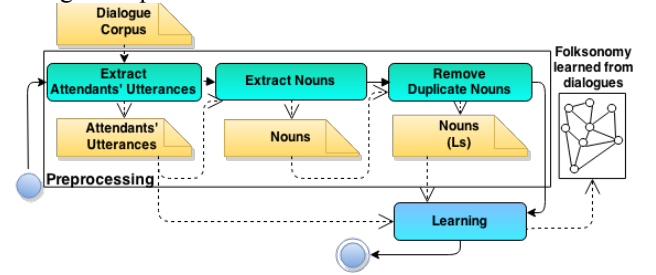 Dialogue
Corpus
Extract
Attendants' Utterances
Extract Nouns
Remove
Duplicate Nouns
Folksonomy
learned from
dialogues
Attendants'
Utterances
Nouns
Nouns
(Ls)
Preprocessing
Learning